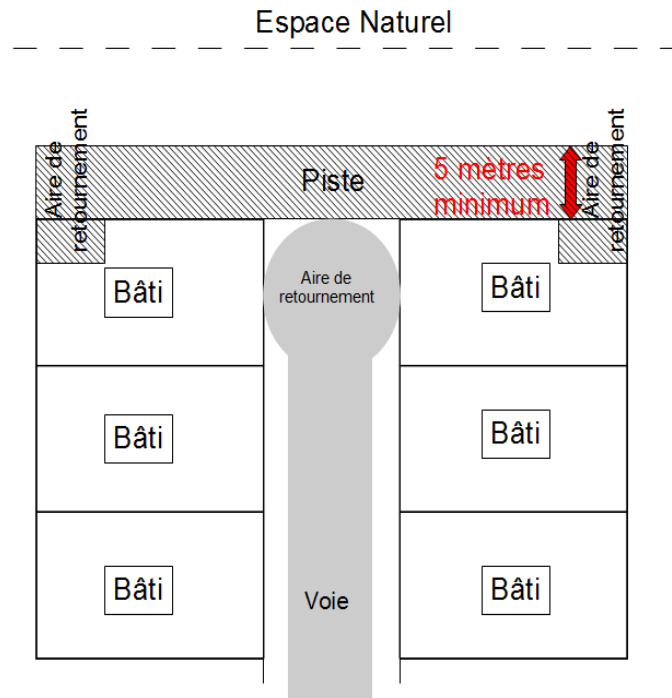 Espace Naturel
Aire de
retournement
Piste
5 mètres
minimum
Aire de
retournement
Aire de
retournement
Bâti
Bâti
Bâti
Bâti
Bâti
Bâti
Voie